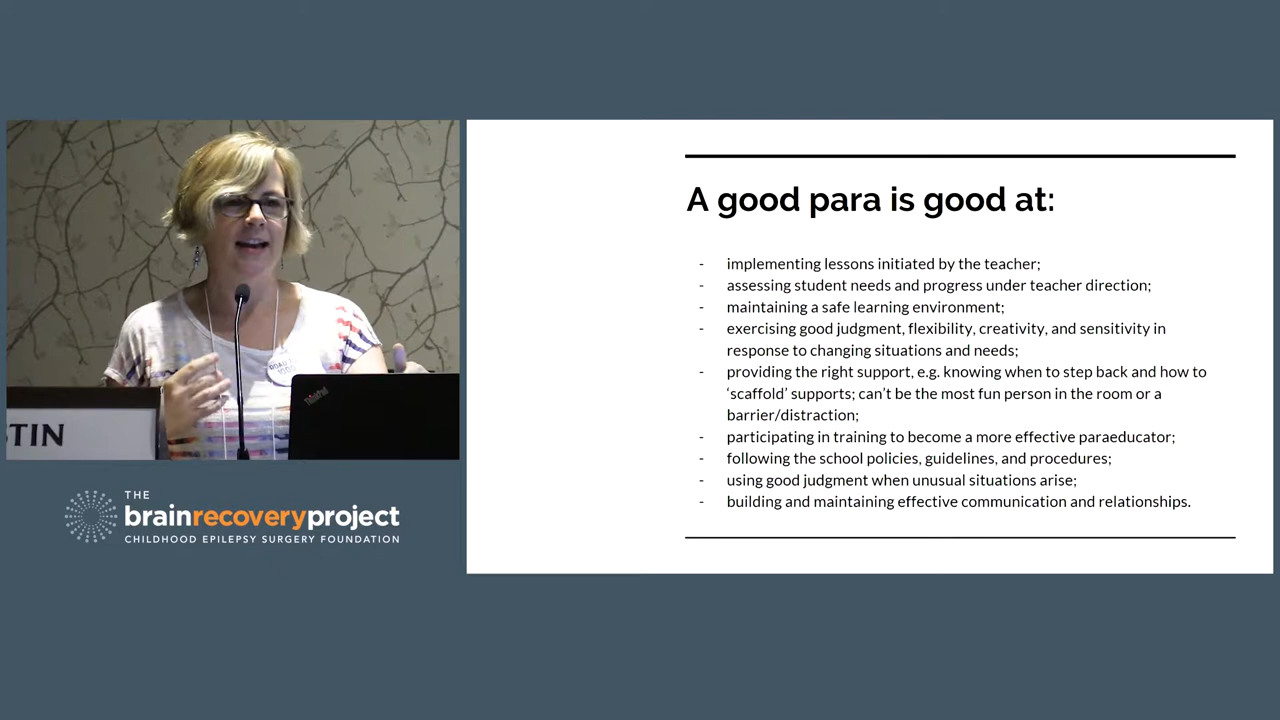 A good para is good at:
- implementing lessons initiated by the teacher;
- assessing student needs and progress under teacher direction;
- maintaining a safe learning environment;
- exercising good judgment, flexibility, creativity, and sensitivity in
response to changing situations and needs;
- providing the right support, e.g. knowing when to step back and how to
‘scaffold’ supports; can’t be the most fun person in the room or a
barrier/distraction;
- participating in training to become a more effective paraeducator;
- following the school policies, guidelines, and procedures;
- using good judgment when unusual situations arise;
- building and maintaining effective communication and relationships.
ThinkPad
TIN
THE
brainrecoveryproject
CHILDHOOD EPILEPSY SURGERY FOUNDATION